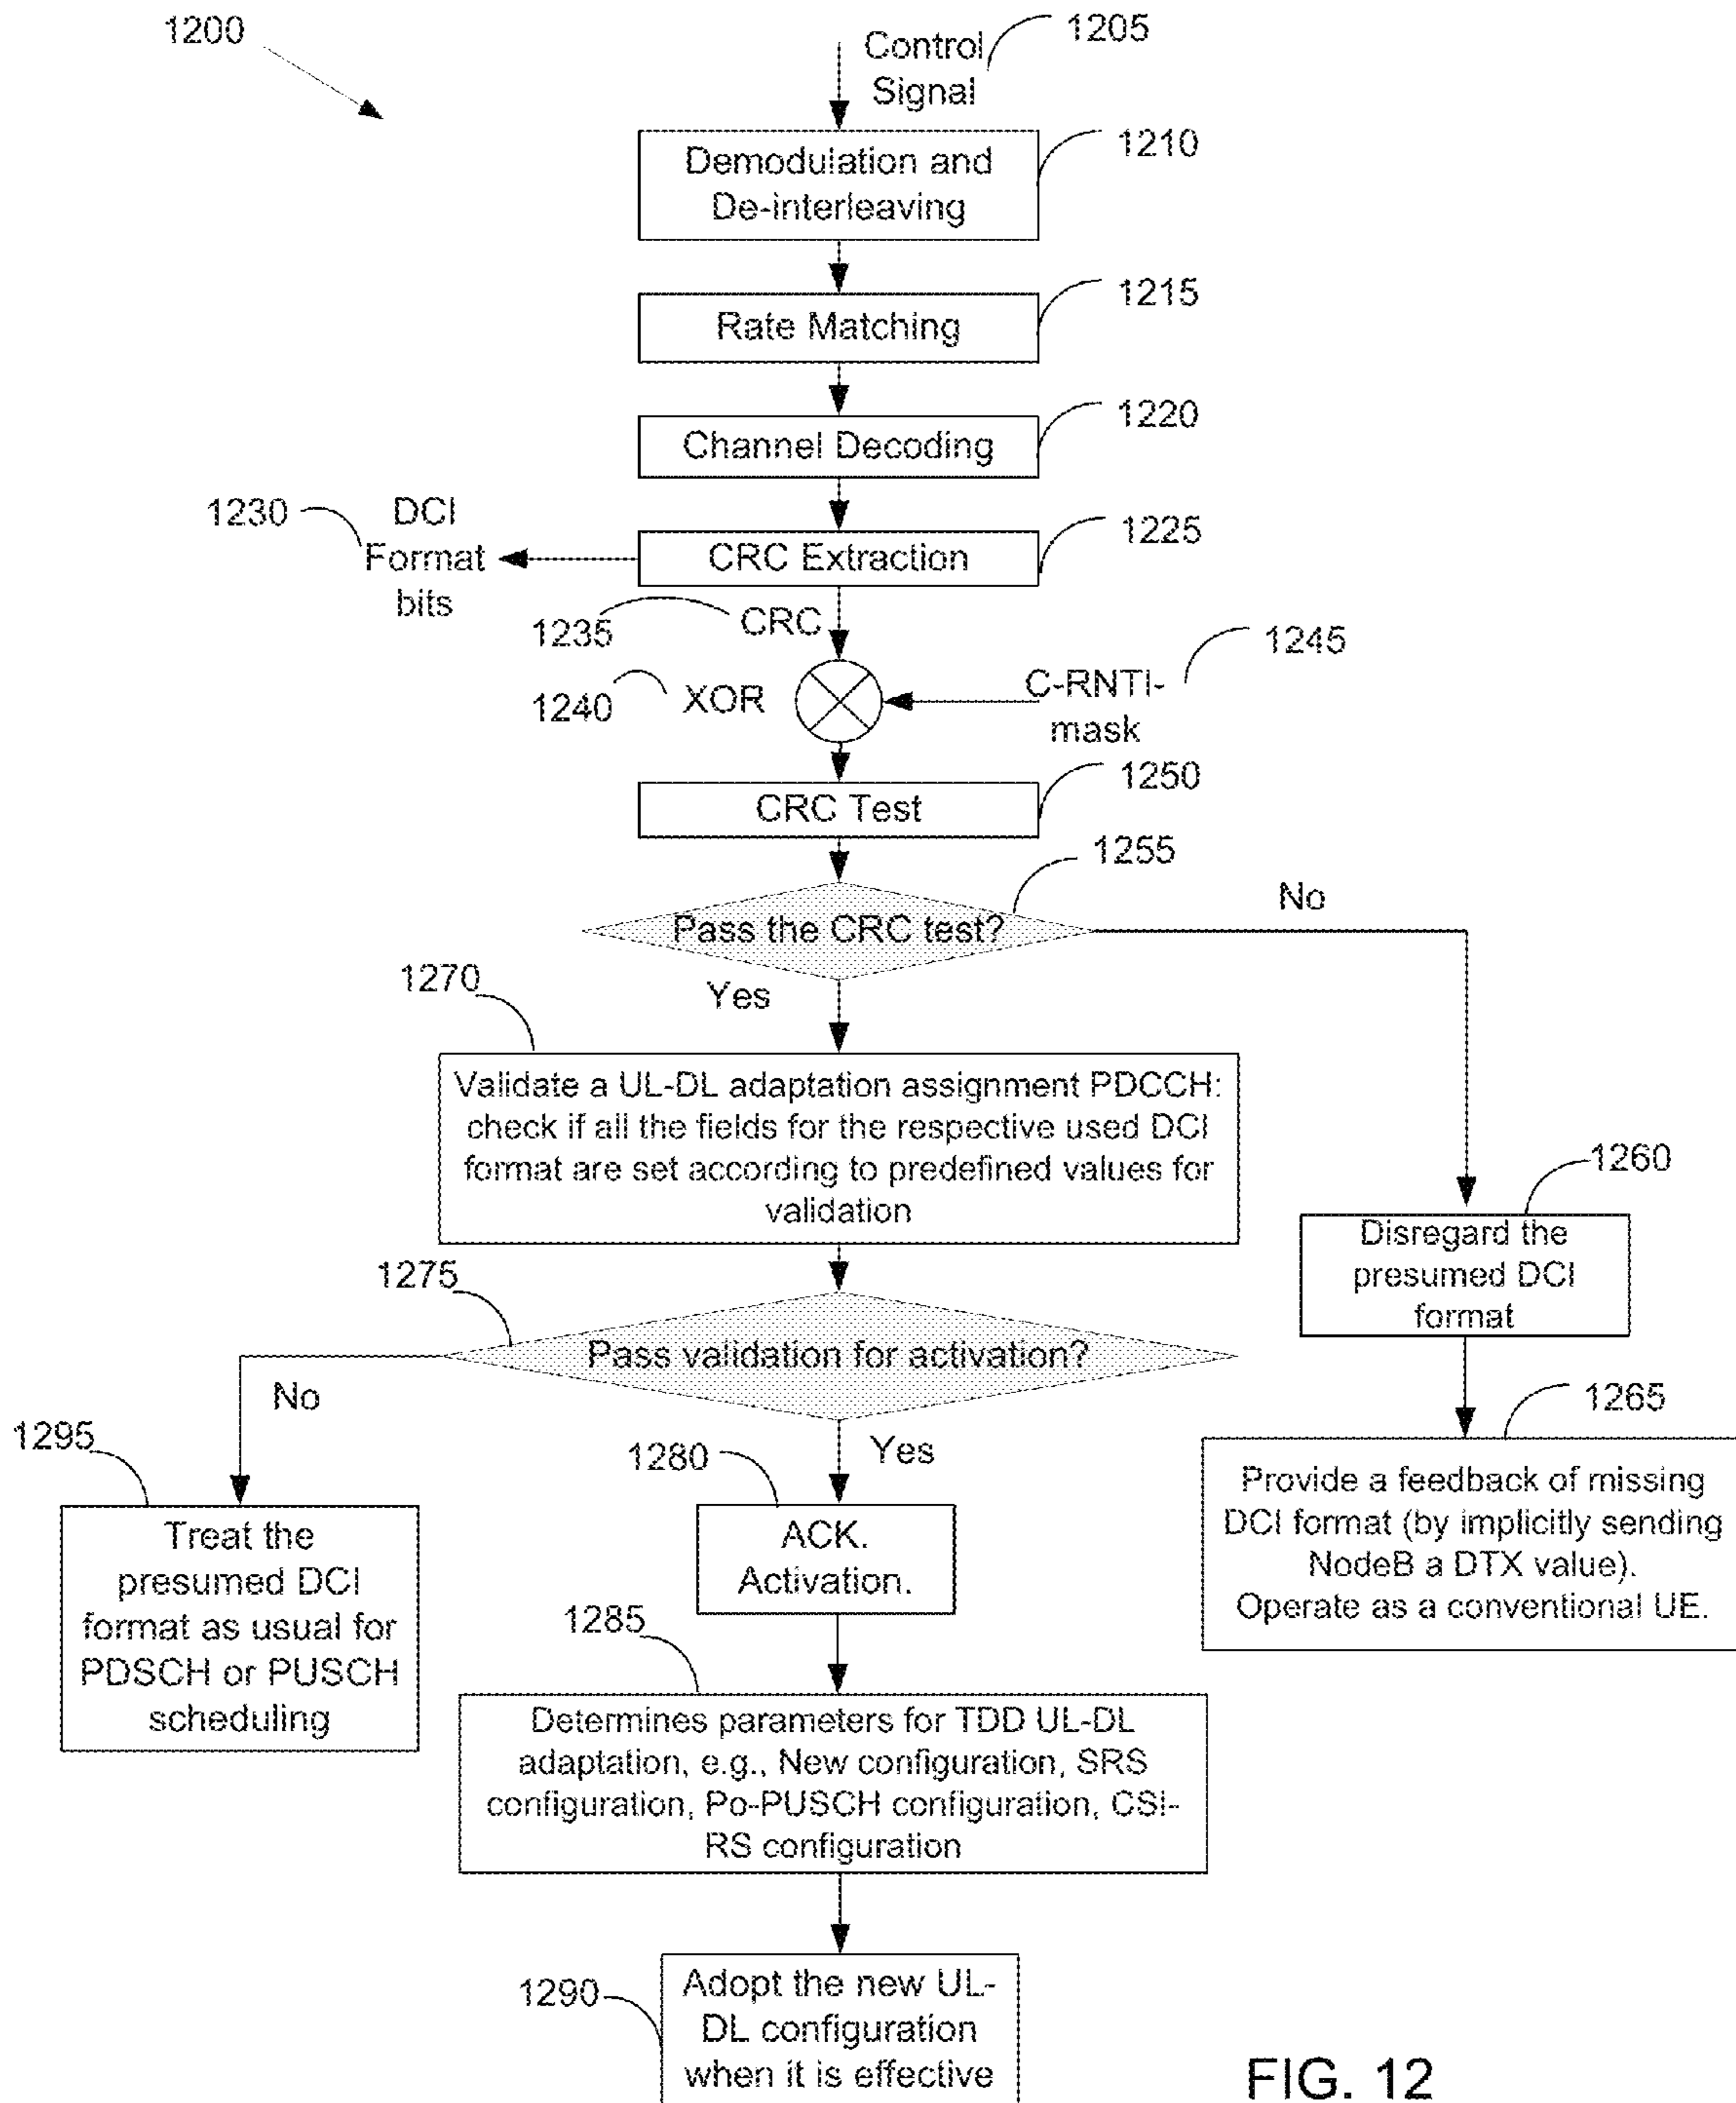 1200
Control
Signal
1205
Demodulation and
De-interleaving
1210
Rate Matching
1215
Channel Decoding
1220
1230
DCI
Format
bits
CRC Extraction
1225
1235
CRC
1240
XOR
C-RNTI-
mask
1245
CRC Test
1250
Pass the CRC test?
1255
No
Yes
1270
Validate a UL-DL adaptation assignment PDCCH:
check if all the fields for the respective used DCI
format are set according to predefined values for
validation
1260
Disregard the
presumed DCI
format
1275
Pass validation for activation?
No
Yes
1265
Provide a feedback of missing
DCI format (by implicitly sending
NodeB a DTX value).
Operate as a conventional UE.
1295
Treat the
presumed DCI
format as usual for
PDSCH or PUSCH
scheduling
1280
ACK.
Activation.
1285
Determines parameters for TDD UL-DL
adaptation, e.g., New configuration, SRS
configuration, Po-PUSCH configuration, CSI-
RS configuration
1290
Adopt the new UL-
DL configuration
when it is effective
FIG. 12